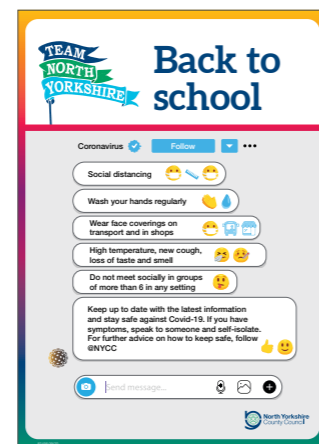 TEAM
NORTH
YORKSHIRE
Back to
school
Coronavirus Follow
Social distancing
Wash your hands regularly
Wear face coverings on
transport and in shops
High temperature, new cough,
loss of taste and smell
Do not meet socially in groups
of more than 6 in any setting
Keep up to date with the latest information
and stay safe against Covid-19. If you have
symptoms, speak to someone and self-isolate.
For further advice on how to keep safe, follow
@NYCC
Send message...
North Yorkshire
County Council